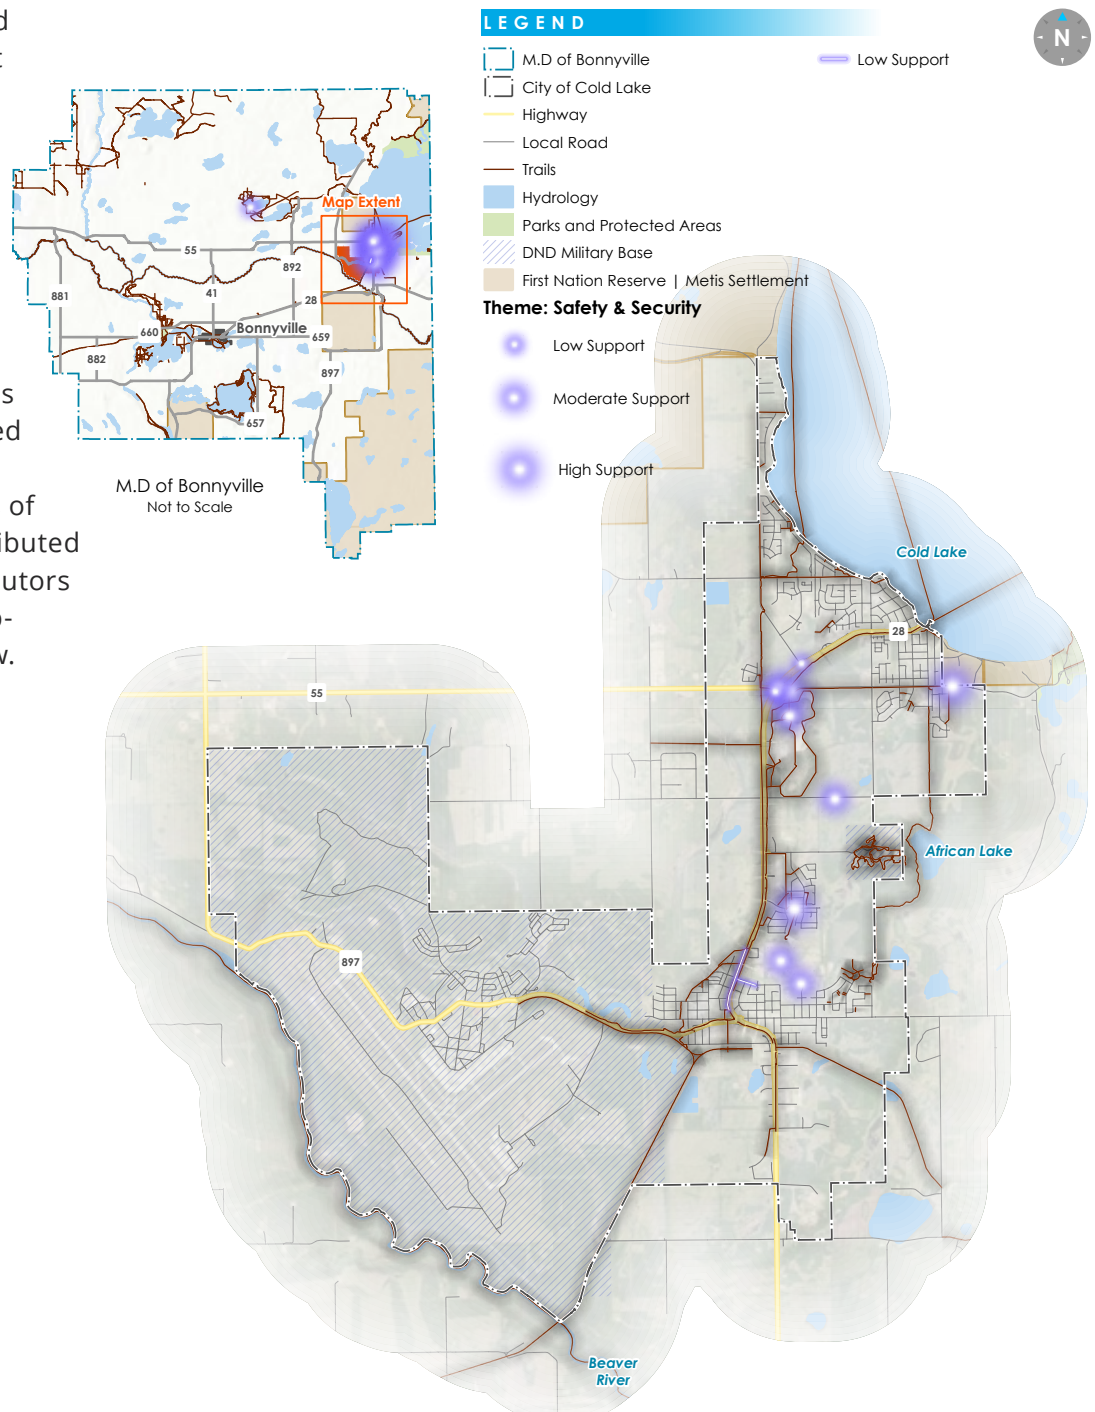 d
t
s
ed
of
ibuted
utors
o-
v.
LEGEND
M.D of Bonnyville
City of Cold Lake
Highway
Local Road
Trails
Hydrology
Parks and Protected Areas
DND Military Base
First Nation Reserve | Metis Settlement
Low Support
N
Theme: Safety & Security
Low Support
Moderate Support
High Support
Map Extent
55
892
881
41
28
660
Bonnyville
659
882
897
657
M.D of Bonnyville
Not to Scale
Cold Lake
28
55
African Lake
897
Beaver
River